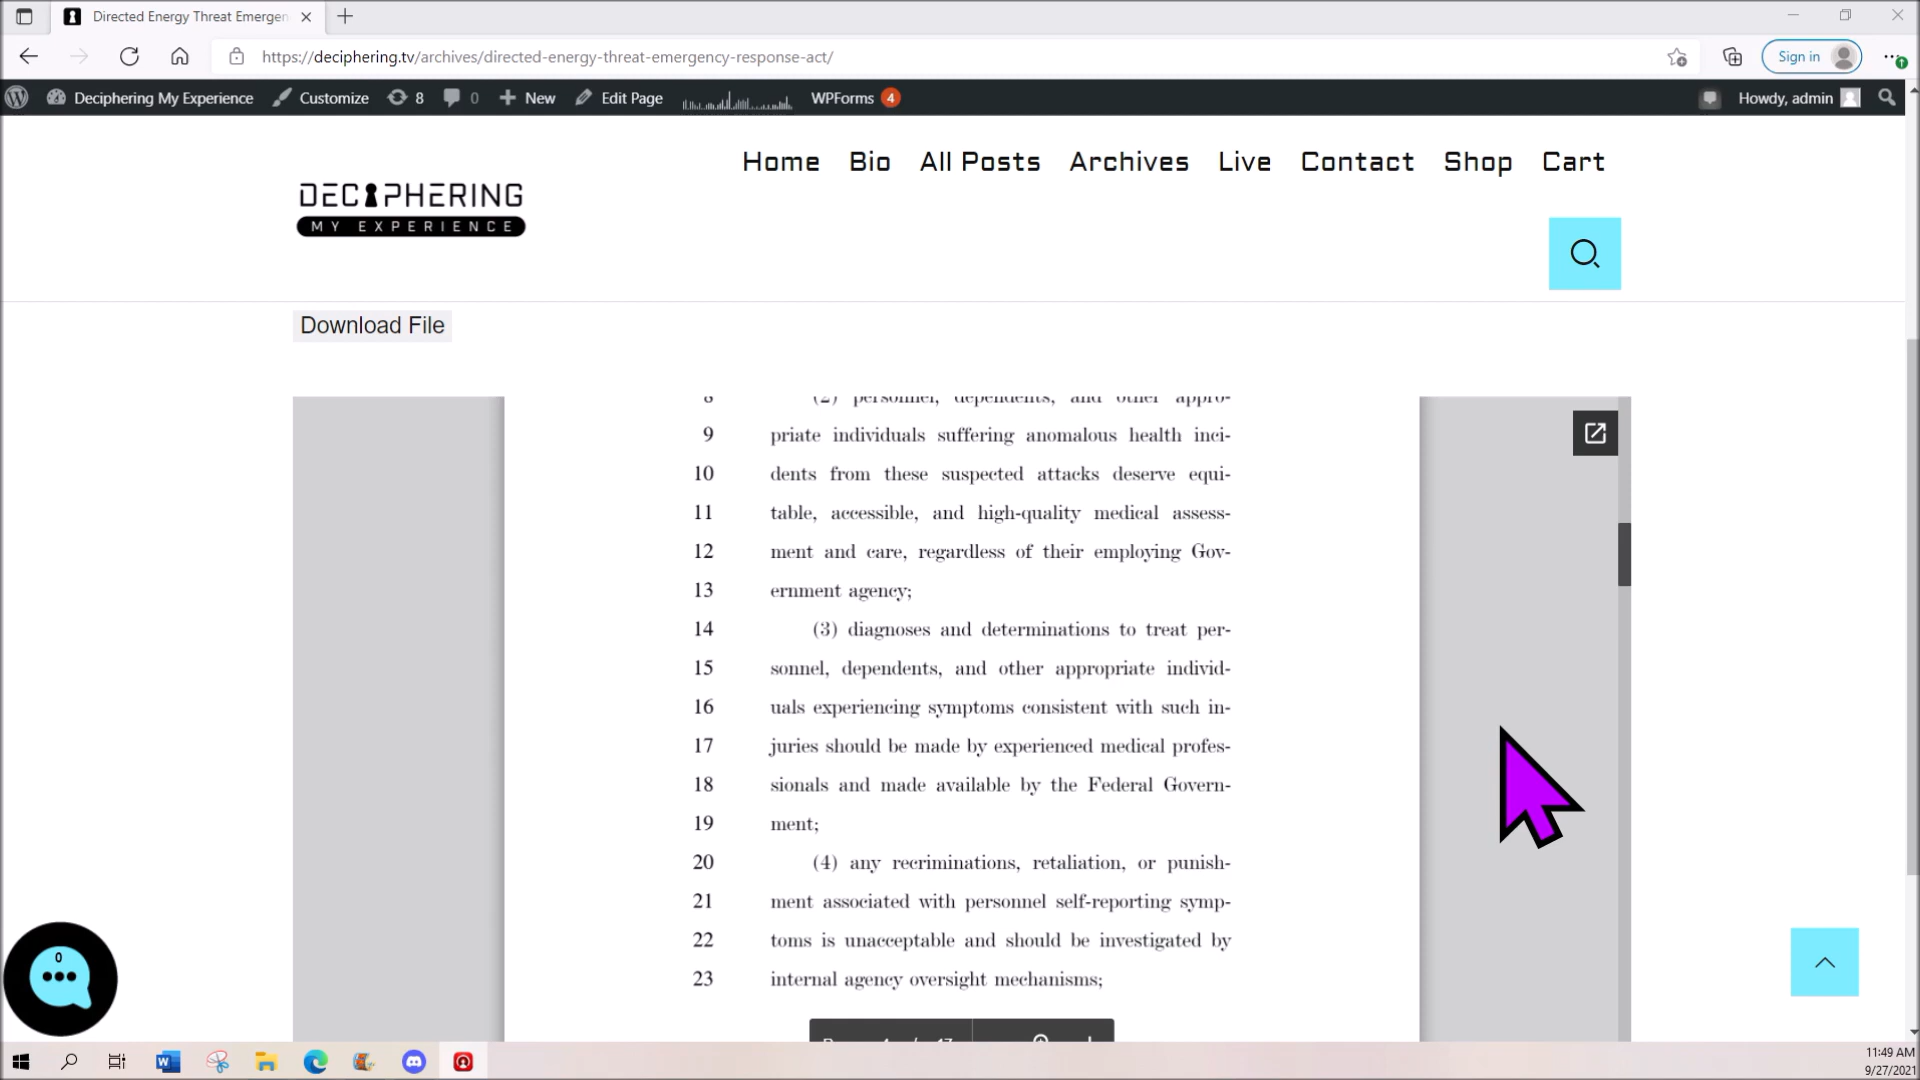 Directed Energy Threat Emergen
https://deciphering.tv/archives/directed-energy-threat-emergency-response-act/
Sign in
Deciphering My Experience Customize 8 0 New Edit Page WPForms 4 Howdy, admin
Home Bio All Posts Archives Live Contact Shop Cart
DECIPHERING
MY EXPERIENCE
Download File
8 (2) personnel, dependents, and other appro-
9 priate individuals suffering anomalous health inci-
10 dents from these suspected attacks deserve equi-
11 table, accessible, and high-quality medical assess-
12 ment and care, regardless of their employing Gov-
13 ernment agency;
14 (3) diagnoses and determinations to treat per-
15 sonnel, dependents, and other appropriate individ-
16 uals experiencing symptoms consistent with such in-
17 juries should be made by experienced medical profes-
18 sionals and made available by the Federal Govern-
19 ment;
20 (4) any recriminations, retaliation, or punish-
21 ment associated with personnel self-reporting symp-
22 toms is unacceptable and should be investigated by
23 internal agency oversight mechanisms;
0
11:49 AM
9/27/2021